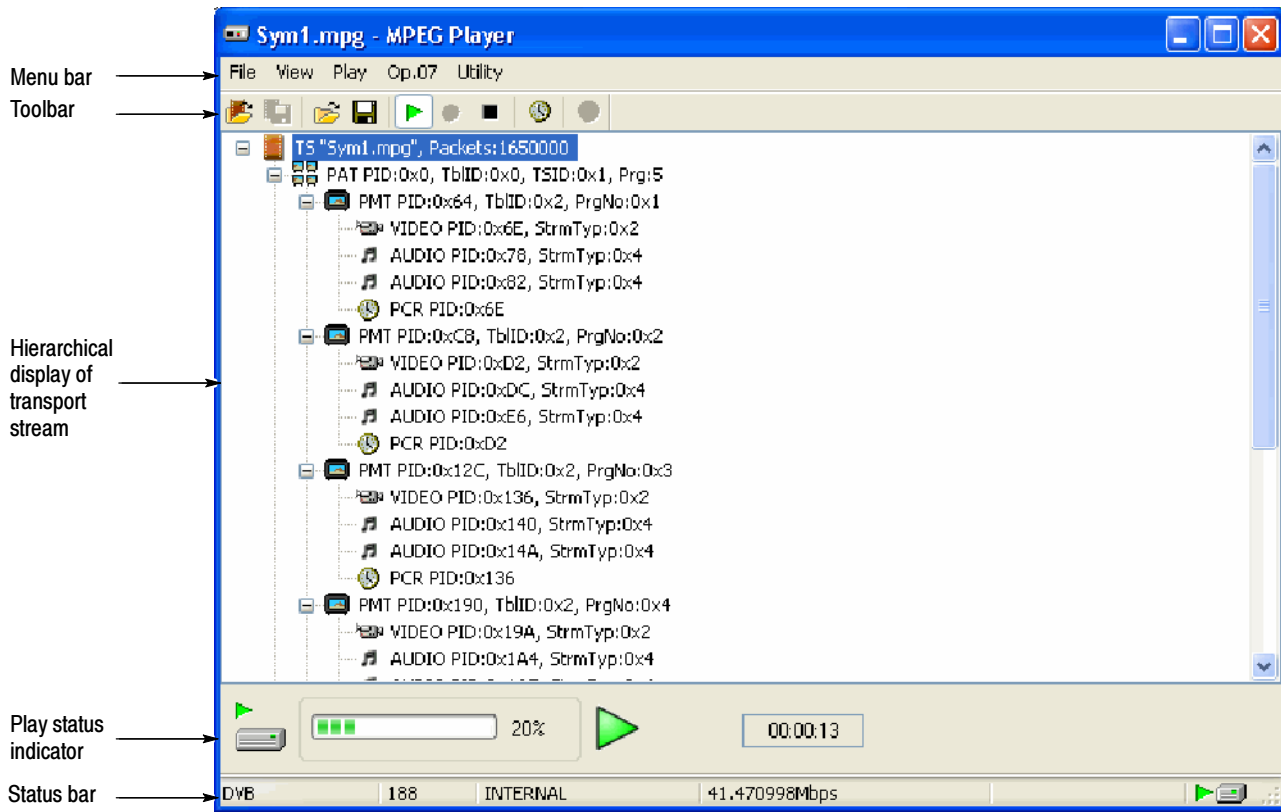 Sym1.mpg - MPEG Player
Menu bar
File View Play Op.07 Utility
Toolbar
TS "Sym1.mpg", Packets:1650000
PAT PID:0x0, TblID:0x0, TSID:0x1, Prg:5
PMT PID:0x64, TblID:0x2, PrgNo:0x1
VIDEO PID:0x6E, StrmTyp:0x2
AUDIO PID:0x78, StrmTyp:0x4
AUDIO PID:0x82, StrmTyp:0x4
PCR PID:0x6E
PMT PID:0xC8, TblID:0x2, PrgNo:0x2
VIDEO PID:0xD2, StrmTyp:0x2
AUDIO PID:0xDC, StrmTyp:0x4
AUDIO PID:0xE6, StrmTyp:0x4
PCR PID:0xD2
PMT PID:0x12C, TblID:0x2, PrgNo:0x3
VIDEO PID:0x136, StrmTyp:0x2
AUDIO PID:0x140, StrmTyp:0x4
AUDIO PID:0x14A, StrmTyp:0x4
PCR PID:0x136
PMT PID:0x190, TblID:0x2, PrgNo:0x4
VIDEO PID:0x19A, StrmTyp:0x2
AUDIO PID:0x1A4, StrmTyp:0x4
Hierarchical
display of
transport
stream
Play status
indicator
20%
00:00:13
Status bar
DVB 188 INTERNAL 41.470998Mbps